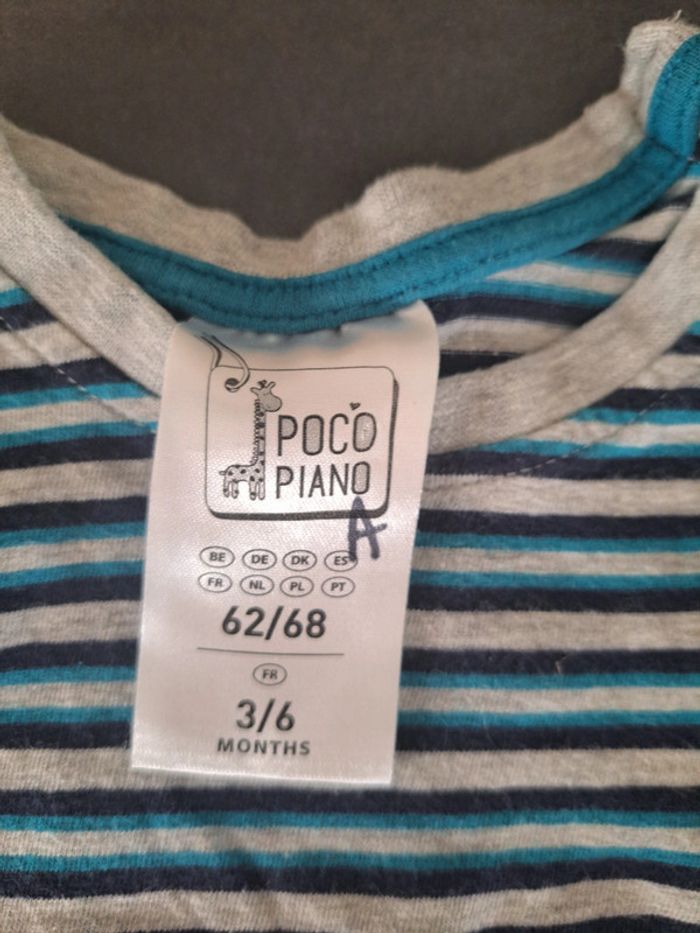 POCO
PIANO
A
BE DE DK ES
FR NL PL PT
62/68
FR
3/6
MONTHS